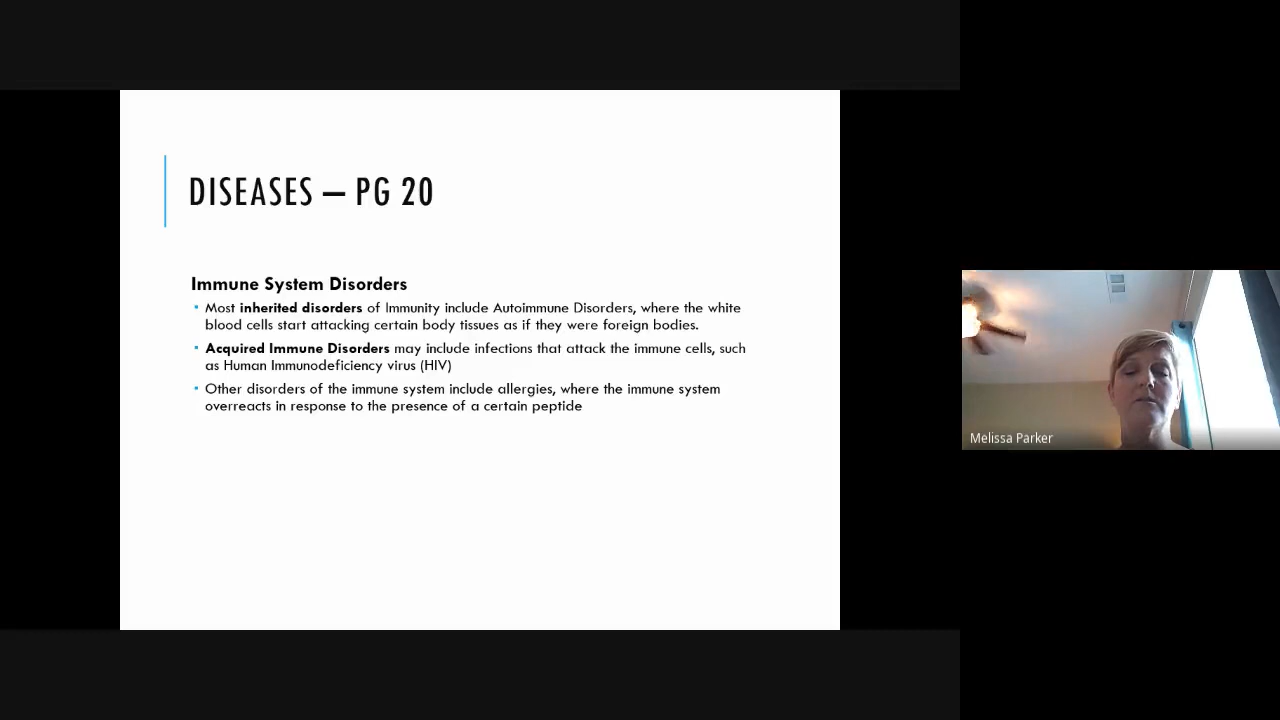 DISEASES – PG 20
Immune System Disorders
▪ Most inherited disorders of Immunity include Autoimmune Disorders, where the white
blood cells start attacking certain body tissues as if they were foreign bodies.
▪ Acquired Immune Disorders may include infections that attack the immune cells, such
as Human Immunodeficiency virus (HIV)
▪ Other disorders of the immune system include allergies, where the immune system
overreacts in response to the presence of a certain peptide
Melissa Parker